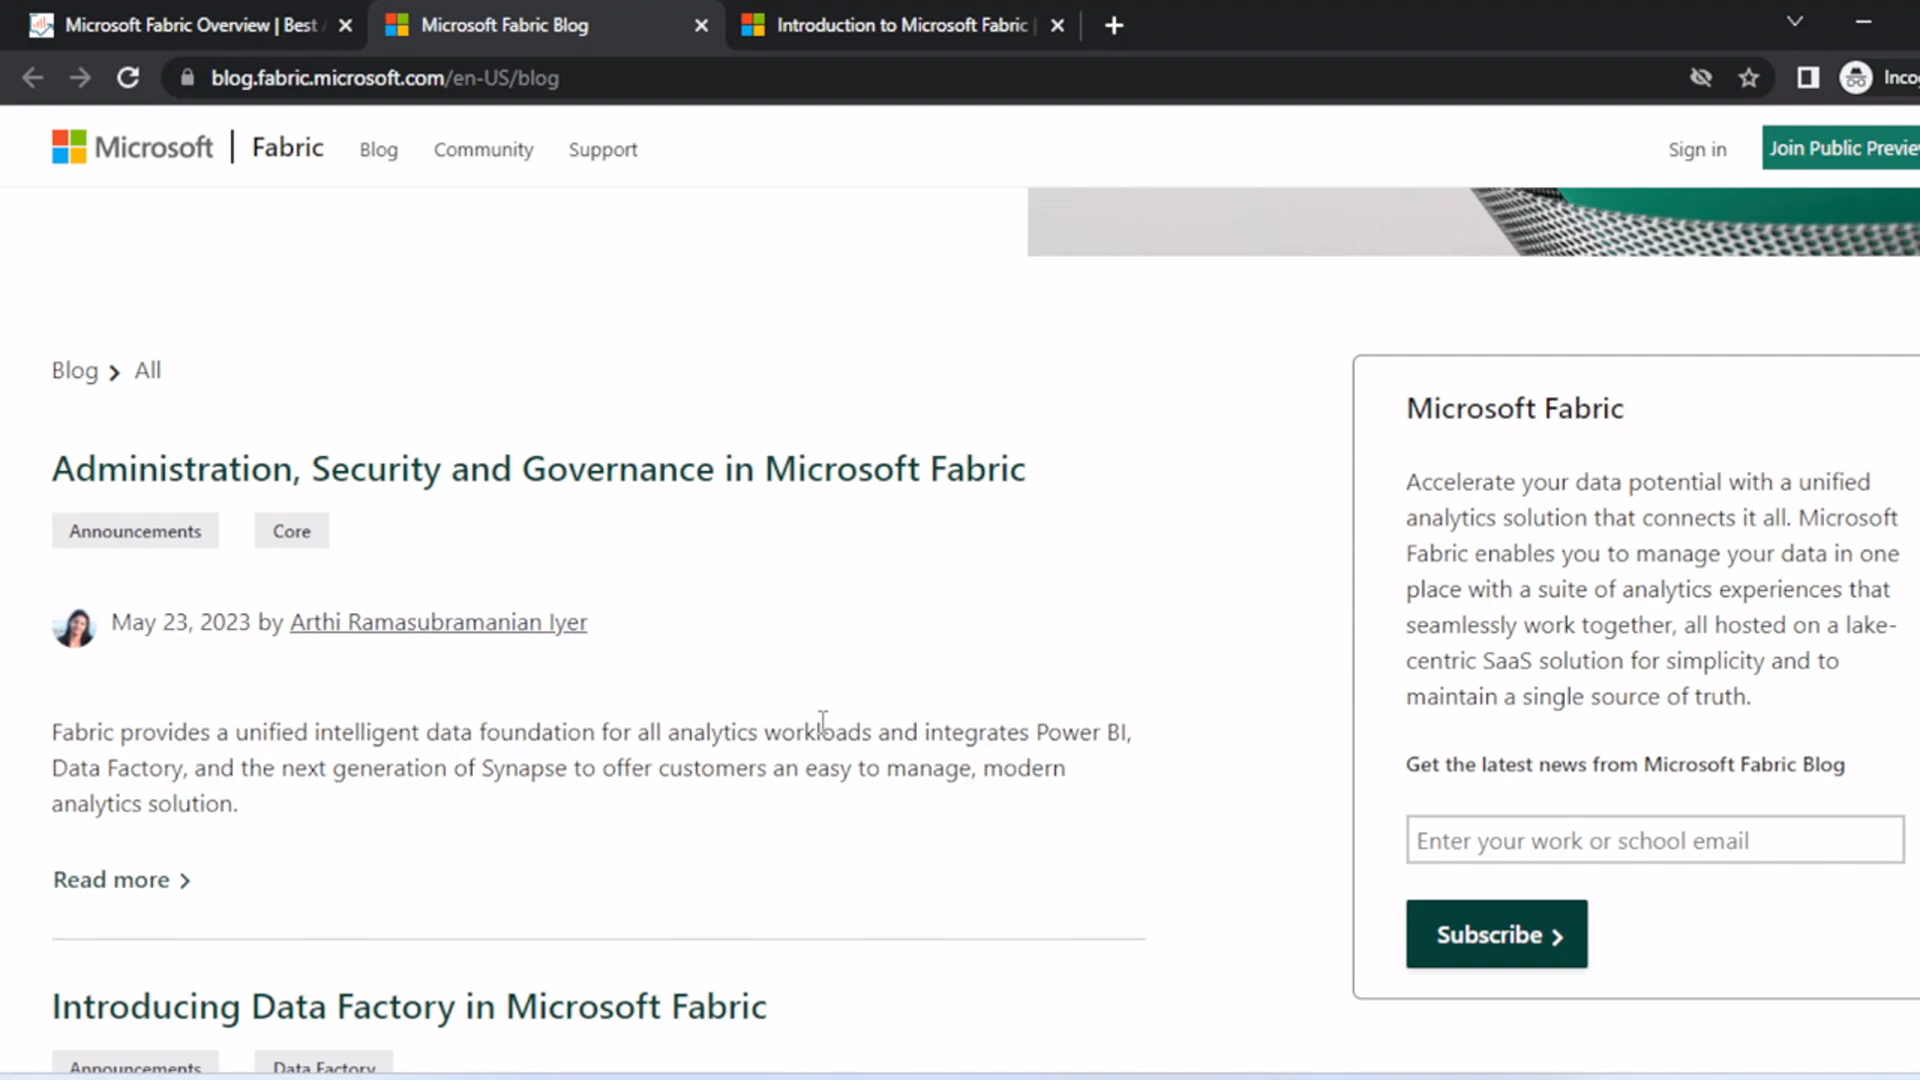 Microsoft Fabric Overview | Best
Microsoft Fabric Blog
Introduction to Microsoft Fabric |
blog.fabric.microsoft.com/en-US/blog
Inco
Microsoft | Fabric Blog Community Support
Sign in
Join Public Preview
Blog > All
Administration, Security and Governance in Microsoft Fabric
Announcements Core
May 23, 2023 by Arthi Ramasubramanian Iyer
Fabric provides a unified intelligent data foundation for all analytics workloads and integrates Power BI,
Data Factory, and the next generation of Synapse to offer customers an easy to manage, modern
analytics solution.
Read more >
Introducing Data Factory in Microsoft Fabric
Announcements Data Factory
Microsoft Fabric
Accelerate your data potential with a unified
analytics solution that connects it all. Microsoft
Fabric enables you to manage your data in one
place with a suite of analytics experiences that
seamlessly work together, all hosted on a lake-
centric SaaS solution for simplicity and to
maintain a single source of truth.
Get the latest news from Microsoft Fabric Blog
Enter your work or school email
Subscribe >